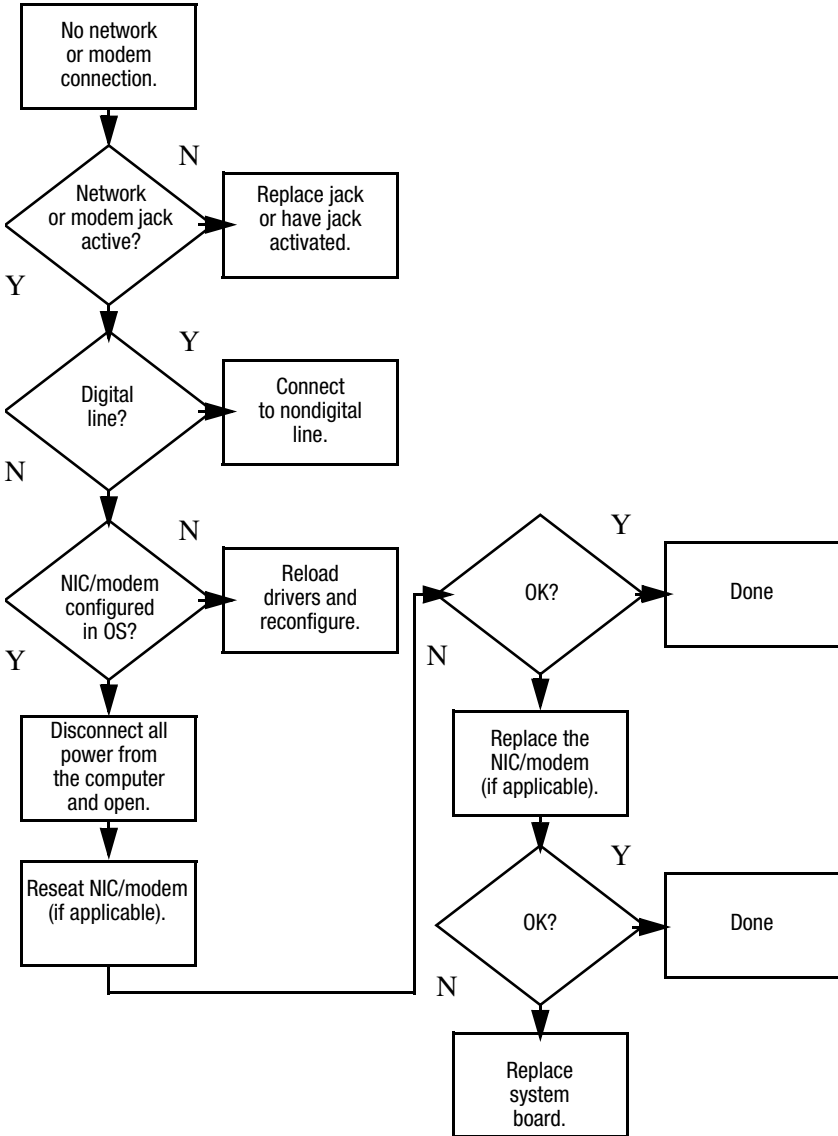 No network
or modem
connection.
N
Network
or modem jack
active?
Replace jack
or have jack
activated.
Y
Y
Digital
line?
Connect
to nondigital
line.
N
N
NIC/modem
configured
in OS?
Reload
drivers and
reconfigure.
Y
Disconnect all
power from
the computer
and open.
Reseat NIC/modem
(if applicable).
Y
OK?
Done
N
Replace the
NIC/modem
(if applicable).
Y
OK?
Done
N
Replace
system
board.